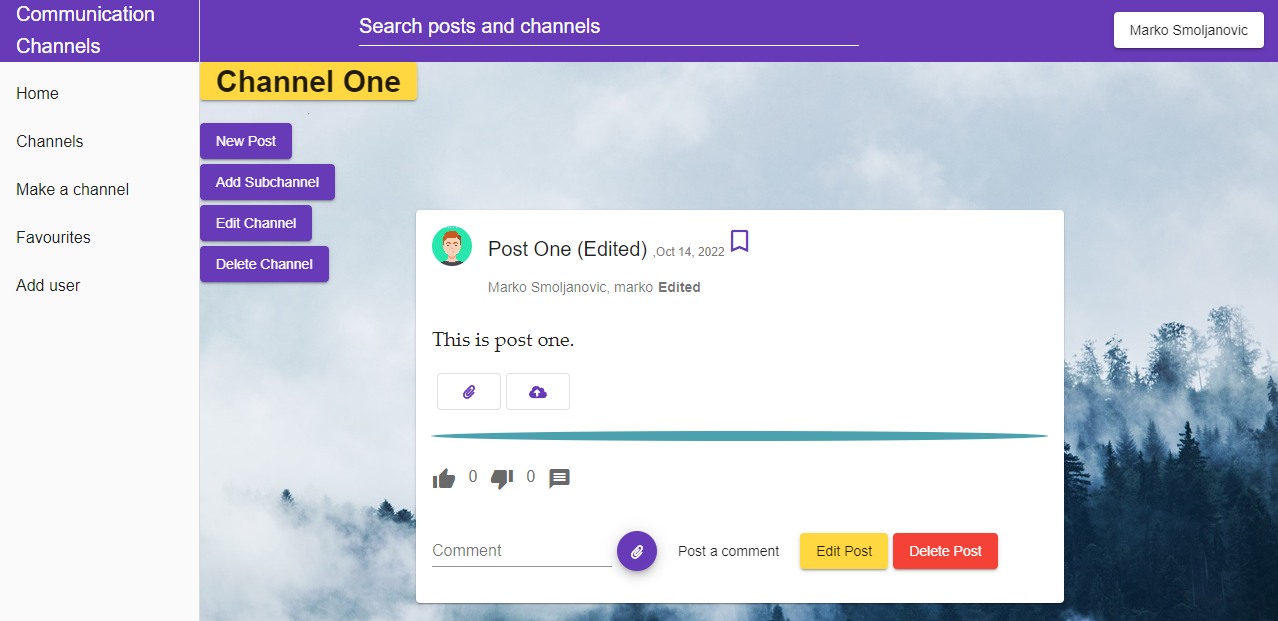 Communication
Channels
Search posts and channels
Marko Smoljanovic
Home
Channels
Make a channel
Favourites
Add user
Channel One
New Post
Add Subchannel
Edit Channel
Delete Channel
Post One (Edited) ,Oct 14, 2022
Marko Smoljanovic, marko Edited
This is post one.
0 0
Comment
Post a comment
Edit Post
Delete Post